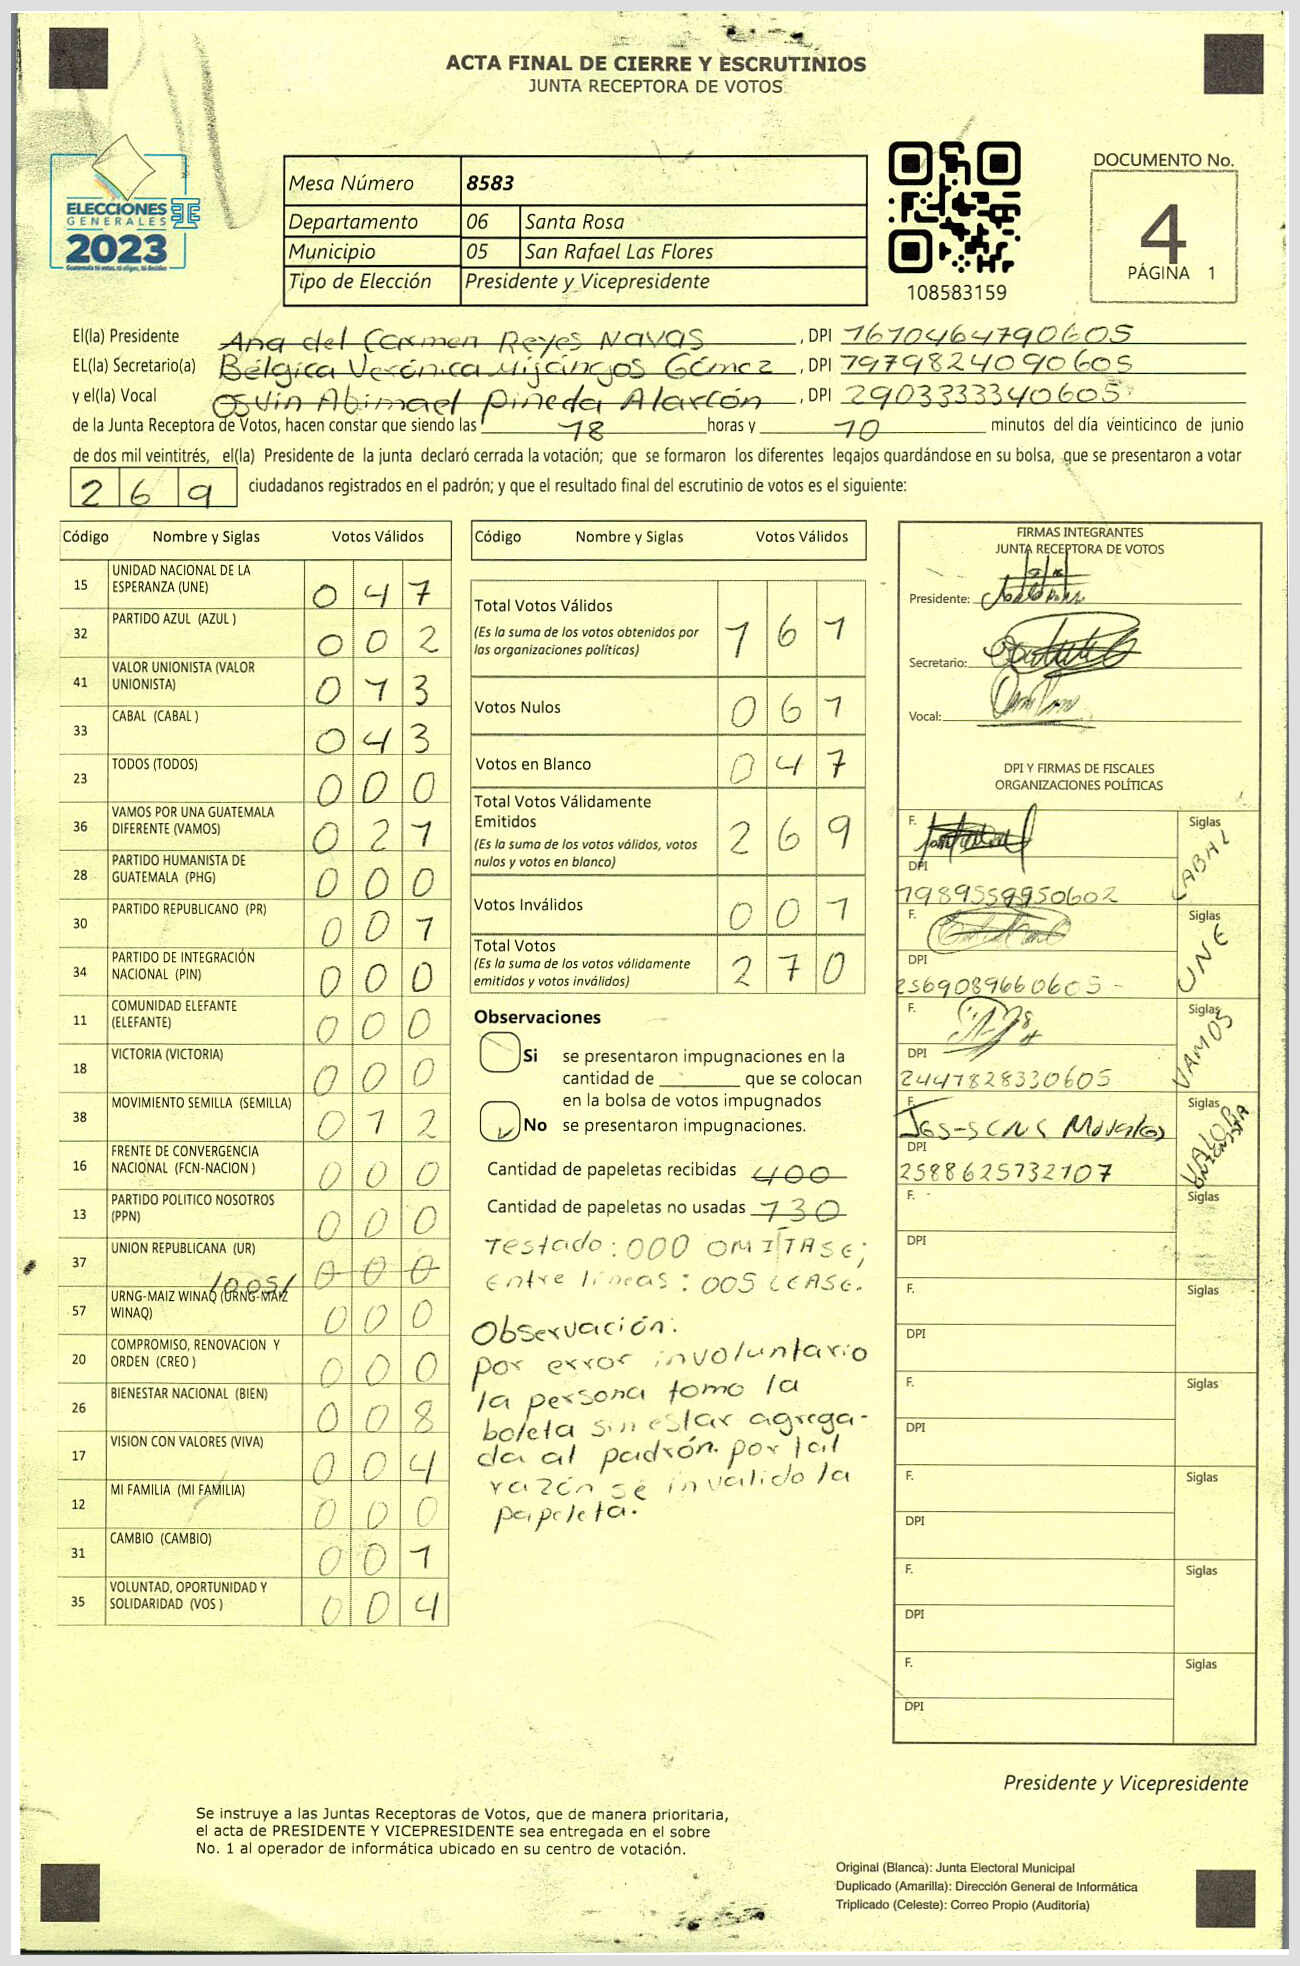 ACTA FINAL DE CIERRE Y ESCRUTINIOS
JUNTA RECEPTORA DE VOTOS
ELECCIONES
GENERALES
2023
Guatemala tú votas, tú eliges, tú decides
Mesa Número 8583
Departamento 06 Santa Rosa
Municipio 05 San Rafael Las Flores
Tipo de Elección Presidente y Vicepresidente
108583159
DOCUMENTO No.
4
PÁGINA 1
El(la) Presidente Ana del Carmen Reyes Navas, DPI 1670464790605
EL(la) Secretario(a) Bélgica Verónica Mijangos Gómez, DPI 1979824090605
y el(la) Vocal Osvin Abimael Pineda Alarcón, DPI 2903333340605
de la Junta Receptora de Votos, hacen constar que siendo las 18 horas y 10 minutos del día veinticinco de junio
de dos mil veintitrés, el(la) Presidente de la junta declaró cerrada la votación; que se formaron los diferentes legajos guardándose en su bolsa, que se presentaron a votar
269 ciudadanos registrados en el padrón; y que el resultado final del escrutinio de votos es el siguiente:
Código Nombre y Siglas Votos Válidos
15 UNIDAD NACIONAL DE LA ESPERANZA (UNE) 047
32 PARTIDO AZUL (AZUL ) 002
41 VALOR UNIONISTA (VALOR UNIONISTA) 013
33 CABAL (CABAL ) 043
23 TODOS (TODOS) 000
36 VAMOS POR UNA GUATEMALA DIFERENTE (VAMOS) 021
28 PARTIDO HUMANISTA DE GUATEMALA (PHG) 000
30 PARTIDO REPUBLICANO (PR) 001
34 PARTIDO DE INTEGRACIÓN NACIONAL (PIN) 000
11 COMUNIDAD ELEFANTE (ELEFANTE) 000
18 VICTORIA (VICTORIA) 000
38 MOVIMIENTO SEMILLA (SEMILLA) 012
16 FRENTE DE CONVERGENCIA NACIONAL (FCN-NACION ) 000
13 PARTIDO POLITICO NOSOTROS (PPN) 000
37 UNION REPUBLICANA (UR) 000
/005/
57 URNG-MAIZ WINAQ (URNG-MAIZ WINAQ) 000
20 COMPROMISO, RENOVACION Y ORDEN (CREO ) 000
26 BIENESTAR NACIONAL (BIEN) 008
17 VISION CON VALORES (VIVA) 004
12 MI FAMILIA (MI FAMILIA) 000
31 CAMBIO (CAMBIO) 001
35 VOLUNTAD, OPORTUNIDAD Y SOLIDARIDAD (VOS ) 004
Código Nombre y Siglas Votos Válidos
Total Votos Válidos 161
(Es la suma de los votos obtenidos por
las organizaciones políticas)
Votos Nulos 061
Votos en Blanco 047
Total Votos Válidamente
Emitidos 269
(Es la suma de los votos válidos, votos
nulos y votos en blanco)
Votos Inválidos 001
Total Votos 270
(Es la suma de los votos válidamente
emitidos y votos inválidos)
Observaciones
Si se presentaron impugnaciones en la
cantidad de ________ que se colocan
en la bolsa de votos impugnados
No se presentaron impugnaciones.
Cantidad de papeletas recibidas 400
Cantidad de papeletas no usadas 130
Testado: 000 OMITASE;
Entre líneas: 005 LEASE.
Observación:
por error involuntario
la persona tomo la
boleta sin estar agrega-
da al padrón. por tal
razón se invalido la
papeleta.
FIRMAS INTEGRANTES
JUNTA RECEPTORA DE VOTOS
Presidente:
Secretario:
Vocal:
DPI Y FIRMAS DE FISCALES
ORGANIZACIONES POLÍTICAS
F. Siglas CABAL
DPI
1989559950602
F. Siglas UNE
DPI
2569089660605
F. Siglas VAMOS
DPI
2447828330605
F. Siglas VALOR UNIONISTA
DPI
2588625732107
F. Siglas
DPI
F. Siglas
DPI
F. Siglas
DPI
F. Siglas
DPI
F. Siglas
DPI
F. Siglas
DPI
Presidente y Vicepresidente
Se instruye a las Juntas Receptoras de Votos, que de manera prioritaria,
el acta de PRESIDENTE Y VICEPRESIDENTE sea entregada en el sobre
No. 1 al operador de informática ubicado en su centro de votación.
Original (Blanca): Junta Electoral Municipal
Duplicado (Amarilla): Dirección General de Informática
Triplicado (Celeste): Correo Propio (Auditoría)